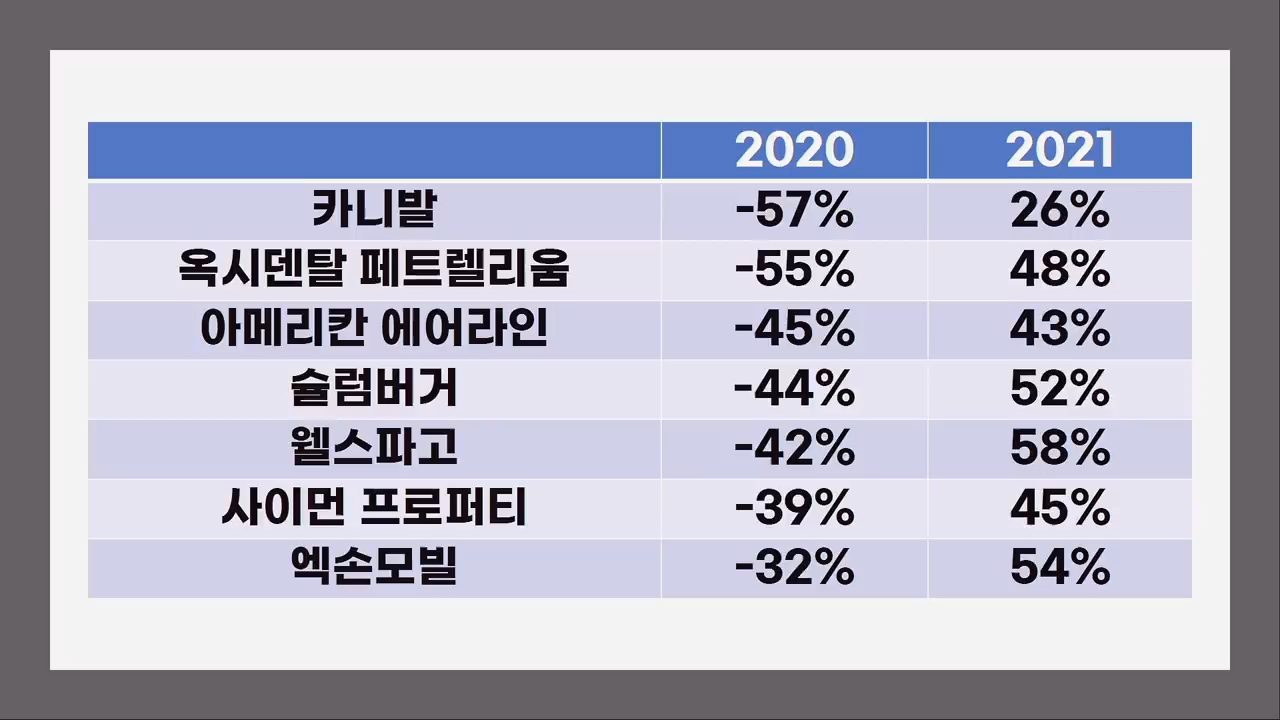 2020 2021
카니발 -57% 26%
옥시덴탈 페트렐리움 -55% 48%
아메리칸 에어라인 -45% 43%
슐럼버거 -44% 52%
웰스파고 -42% 58%
사이먼 프로퍼티 -39% 45%
엑손모빌 -32% 54%